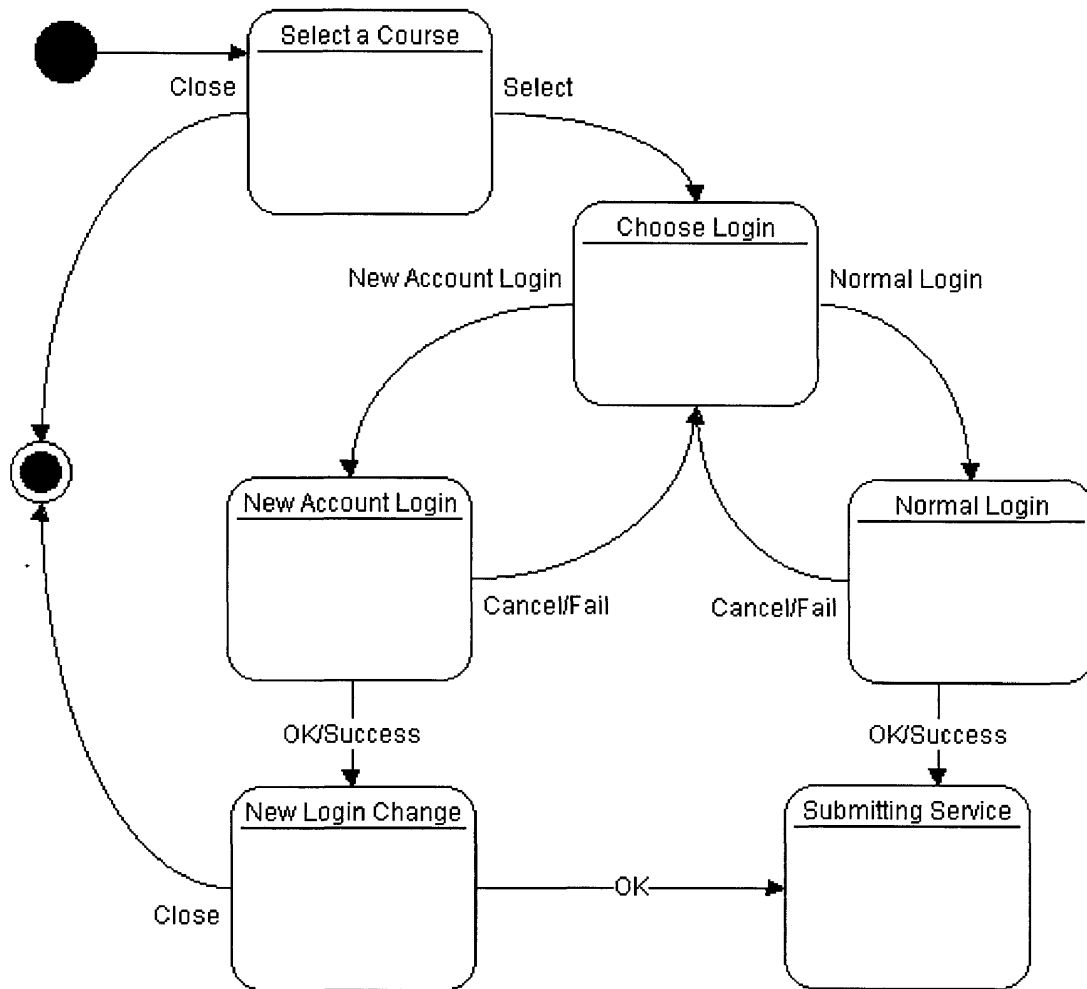 Select a Course
Close
Select
Choose Login
New Account Login
Normal Login
New Account Login
Normal Login
Cancel/Fail
Cancel/Fail
OK/Success
OK/Success
New Login Change
Submitting Service
OK
Close